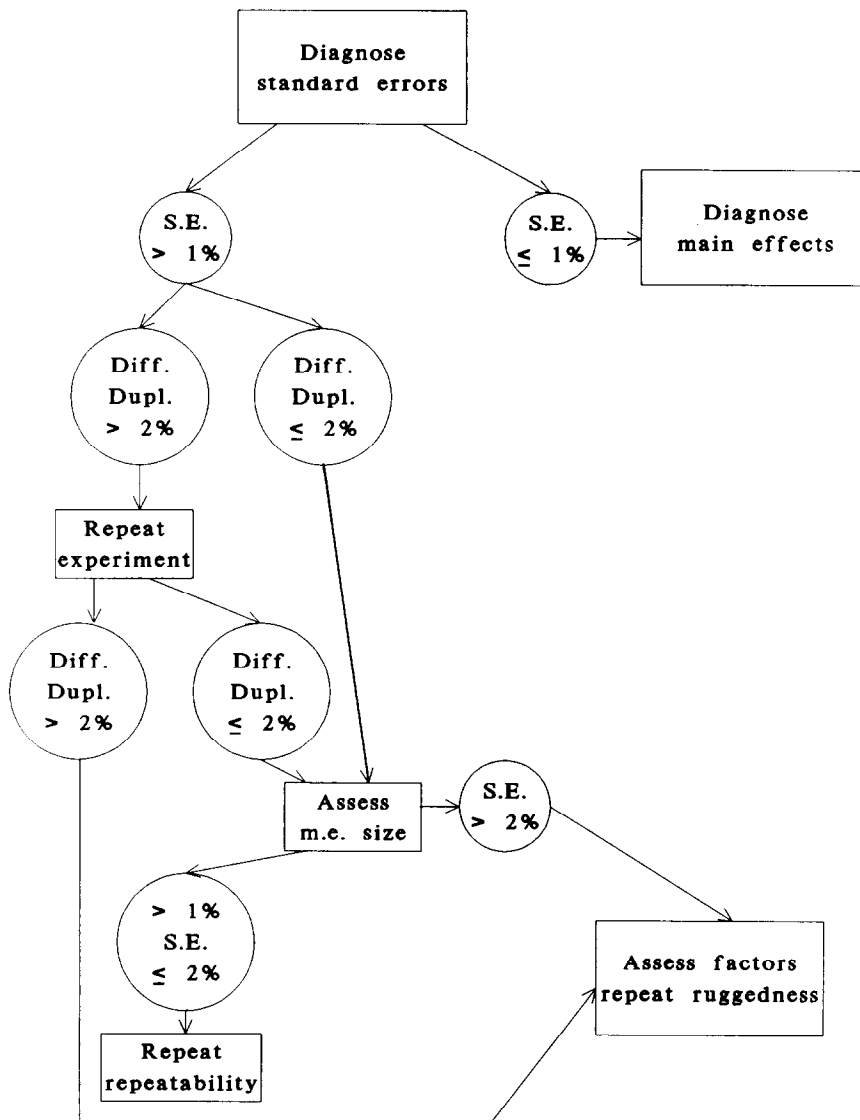 Diagnose
standard errors
S.E.
> 1%
S.E.
≤ 1%
Diagnose
main effects
Diff.
Dupl.
> 2%
Diff.
Dupl.
≤ 2%
Repeat
experiment
Diff.
Dupl.
> 2%
Diff.
Dupl.
≤ 2%
Assess
m.e. size
S.E.
> 2%
> 1%
S.E.
≤ 2%
Assess factors
repeat ruggedness
Repeat
repeatability